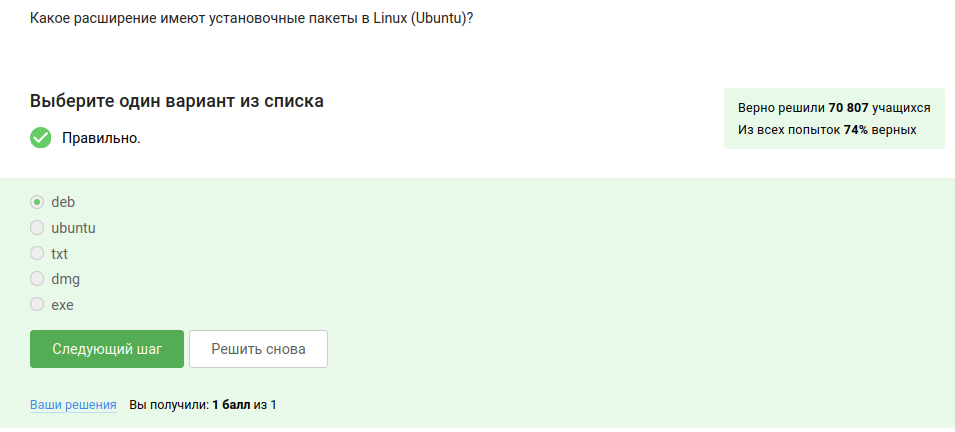 Какое расширение имеют установочные пакеты в Linux (Ubuntu)?
Выберите один вариант из списка
Правильно.
Верно решили 70 807 учащихся
Из всех попыток 74% верных
deb
ubuntu
txt
dmg
exe
Следующий шаг
Решить снова
Ваши решения Вы получили: 1 балл из 1